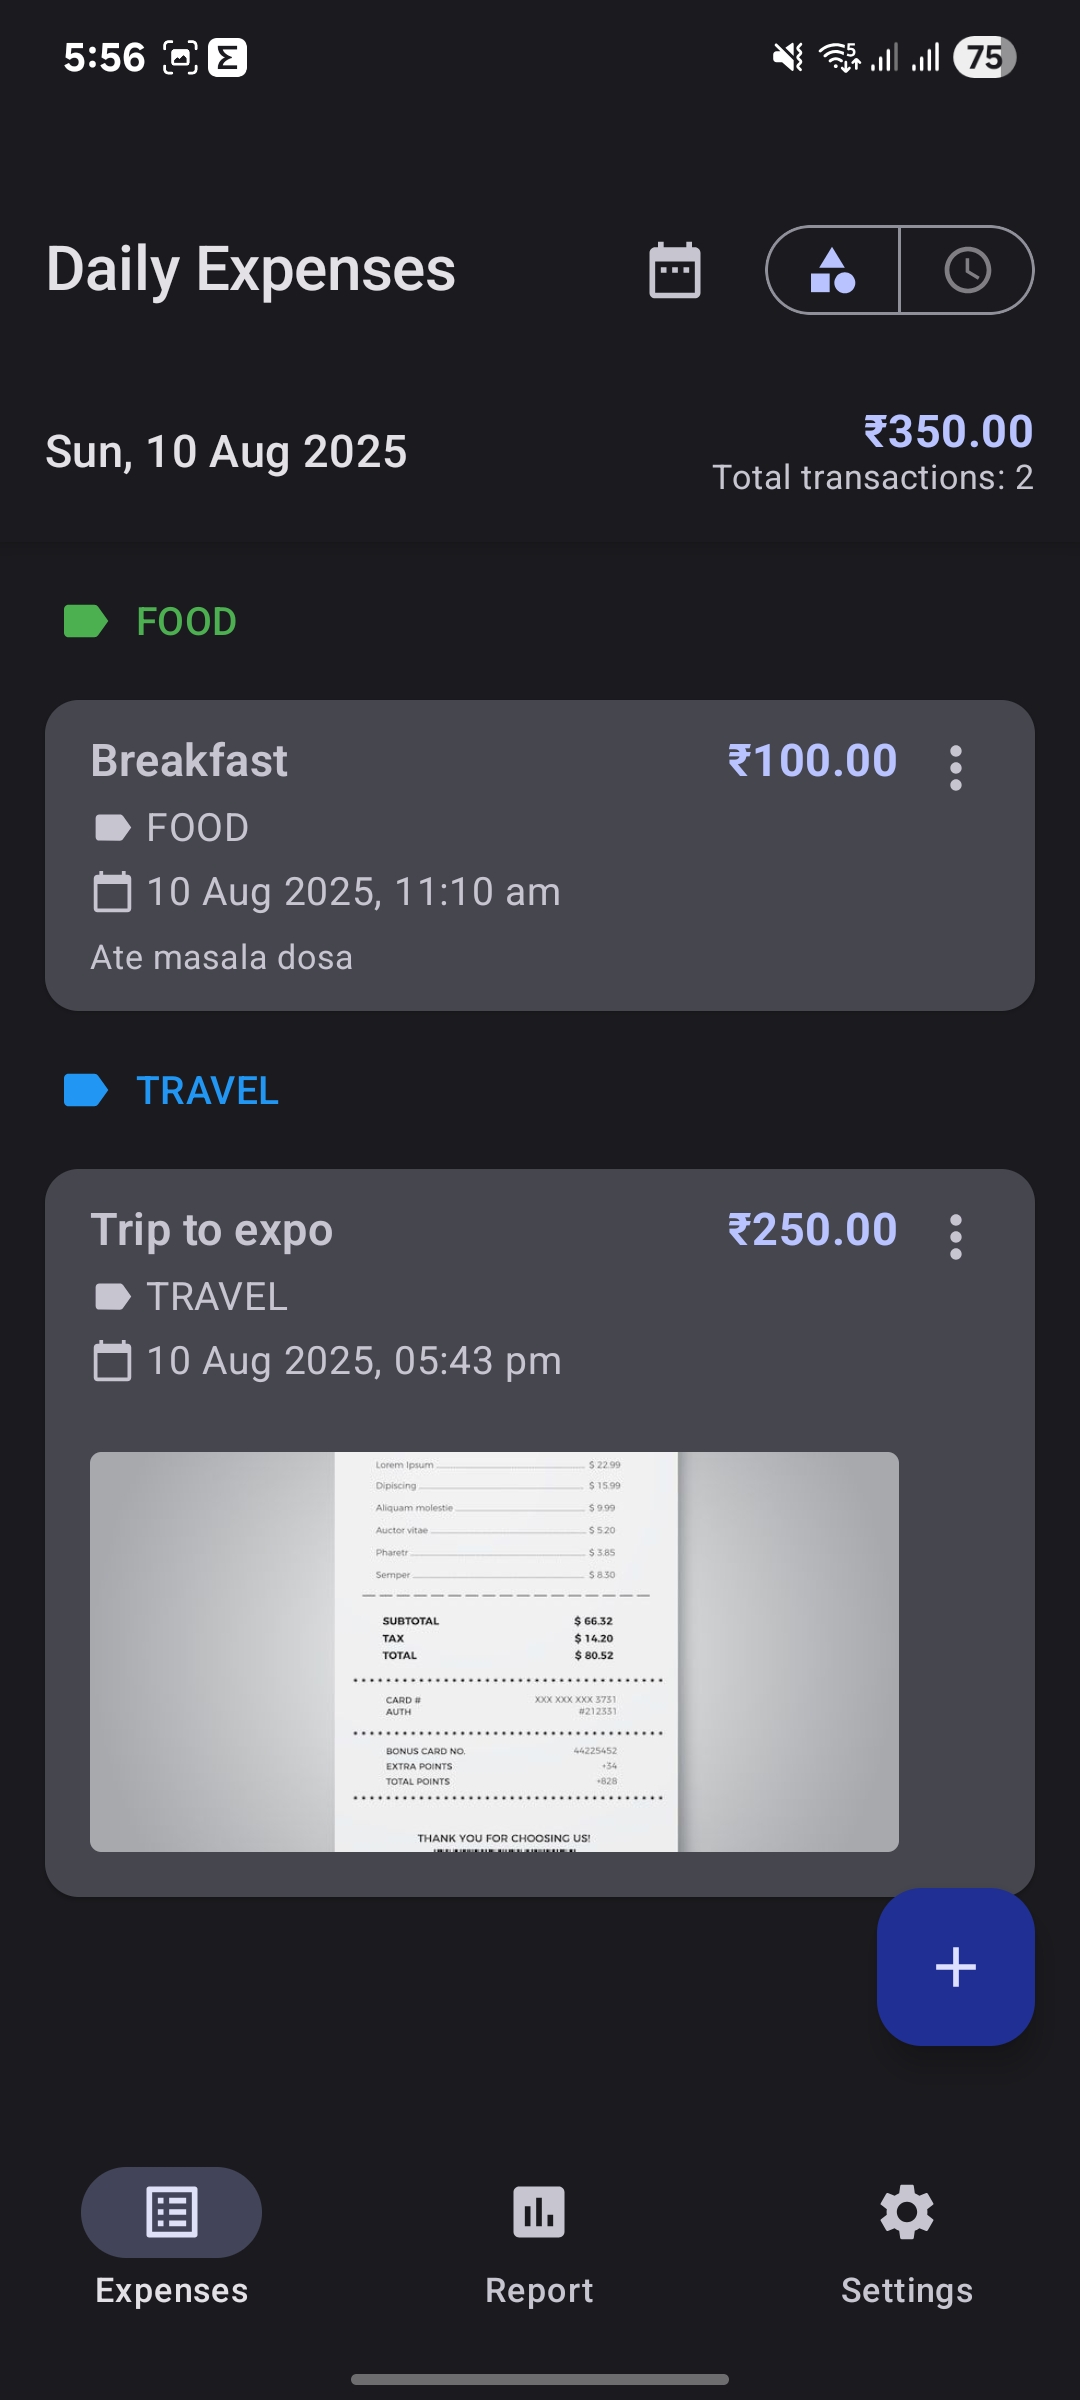 5:56
5
75
Daily Expenses
Sun, 10 Aug 2025
₹350.00
Total transactions: 2
FOOD
Breakfast
₹100.00
FOOD
10 Aug 2025, 11:10 am
Ate masala dosa
TRAVEL
Trip to expo
₹250.00
TRAVEL
10 Aug 2025, 05:43 pm
Lorem Ipsum $ 22.99
Dipiscing $ 15.99
Aliquam molestie $ 9.99
Auctor vitae $ 5.20
Pharetr $ 3.85
Semper $ 8.30
SUBTOTAL $ 66.32
TAX $ 14.20
TOTAL $ 80.52
CARD # XXX XXX XXX 3731
AUTH #212331
BONUS CARD NO. 44225452
EXTRA POINTS +34
TOTAL POINTS +828
THANK YOU FOR CHOOSING US!
Expenses
Report
Settings